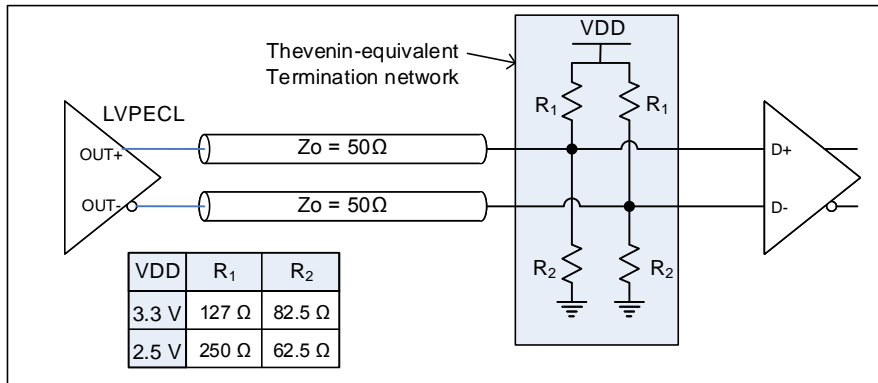 VDD
Thevenin-equivalent
Termination network
R₁
R₁
LVPECL
OUT+
Zo = 50Ω
D+
OUT-
Zo = 50Ω
D-
R₂
R₂
VDD R₁ R₂
3.3 V 127 Ω 82.5 Ω
2.5 V 250 Ω 62.5 Ω